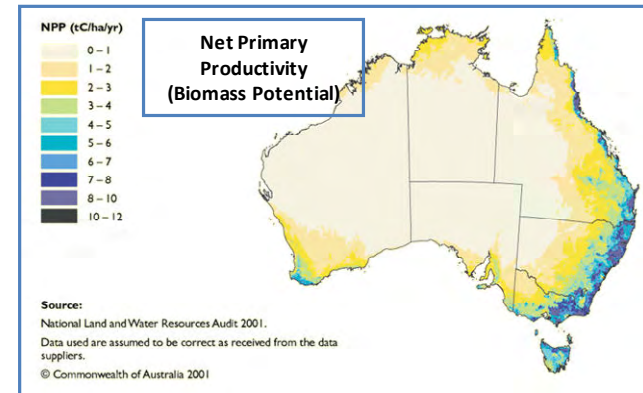 NPP (tC/ha/yr)
0 – 1
1 – 2
2 – 3
3 – 4
4 – 5
5 – 6
6 – 7
7 – 8
8 – 10
10 – 12
Net Primary
Productivity
(Biomass Potential)
Source:
National Land and Water Resources Audit 2001.
Data used are assumed to be correct as received from the data
suppliers.
© Commonwealth of Australia 2001